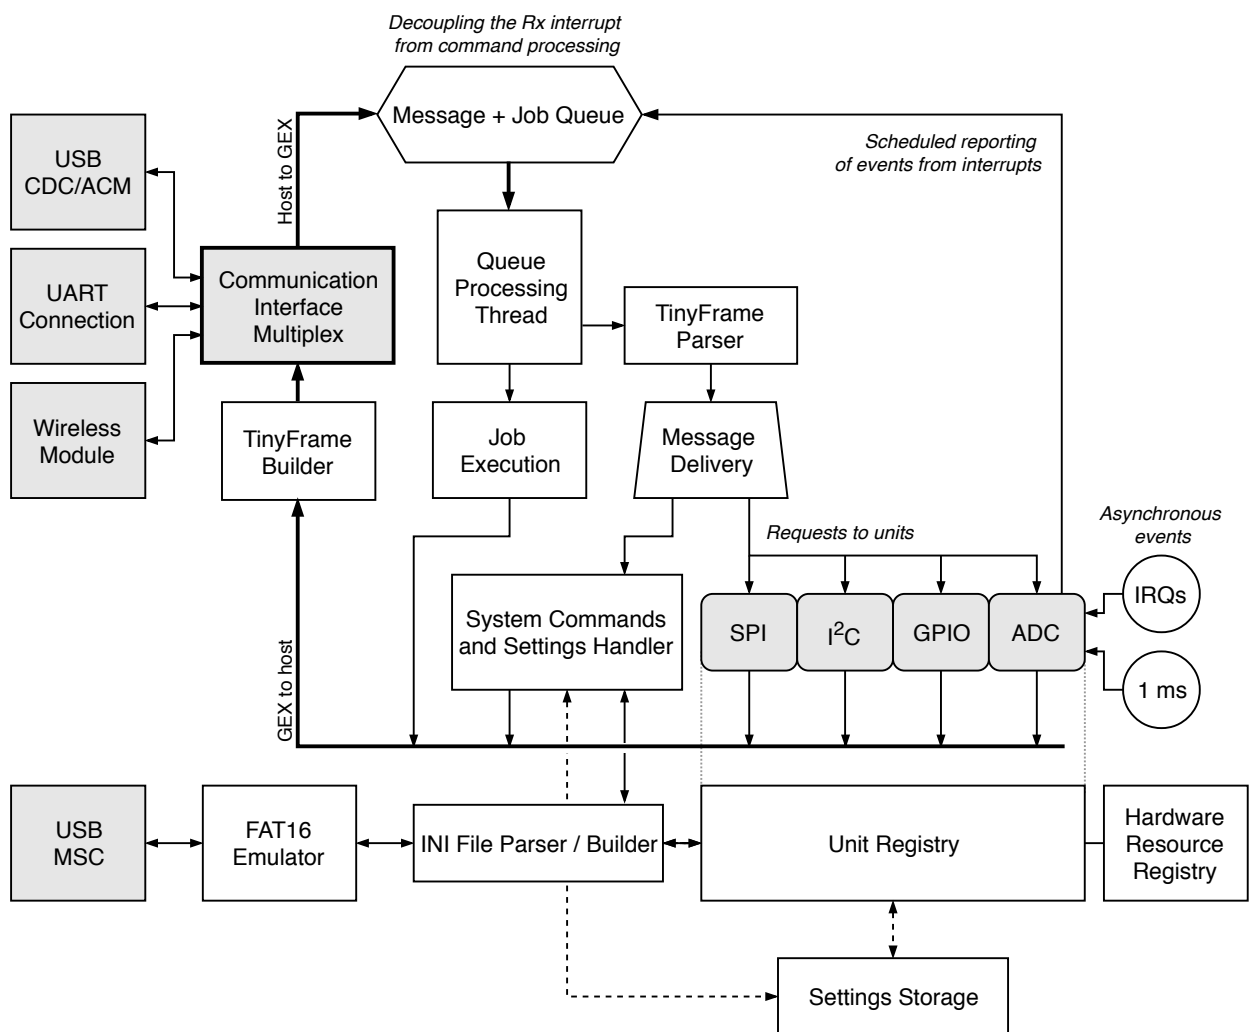 Decoupling the Rx interrupt
from command processing
Message + Job Queue
Scheduled reporting
of events from interrupts
Host to GEX
USB
CDC/ACM
UART
Connection
Wireless
Module
Communication
Interface
Multiplex
Queue
Processing
Thread
TinyFrame
Parser
TinyFrame
Builder
Job
Execution
Message
Delivery
Requests to units
Asynchronous
events
IRQs
1 ms
System Commands
and Settings Handler
SPI
I²C
GPIO
ADC
GEX to host
USB
MSC
FAT16
Emulator
INI File Parser / Builder
Unit Registry
Hardware
Resource
Registry
Settings Storage